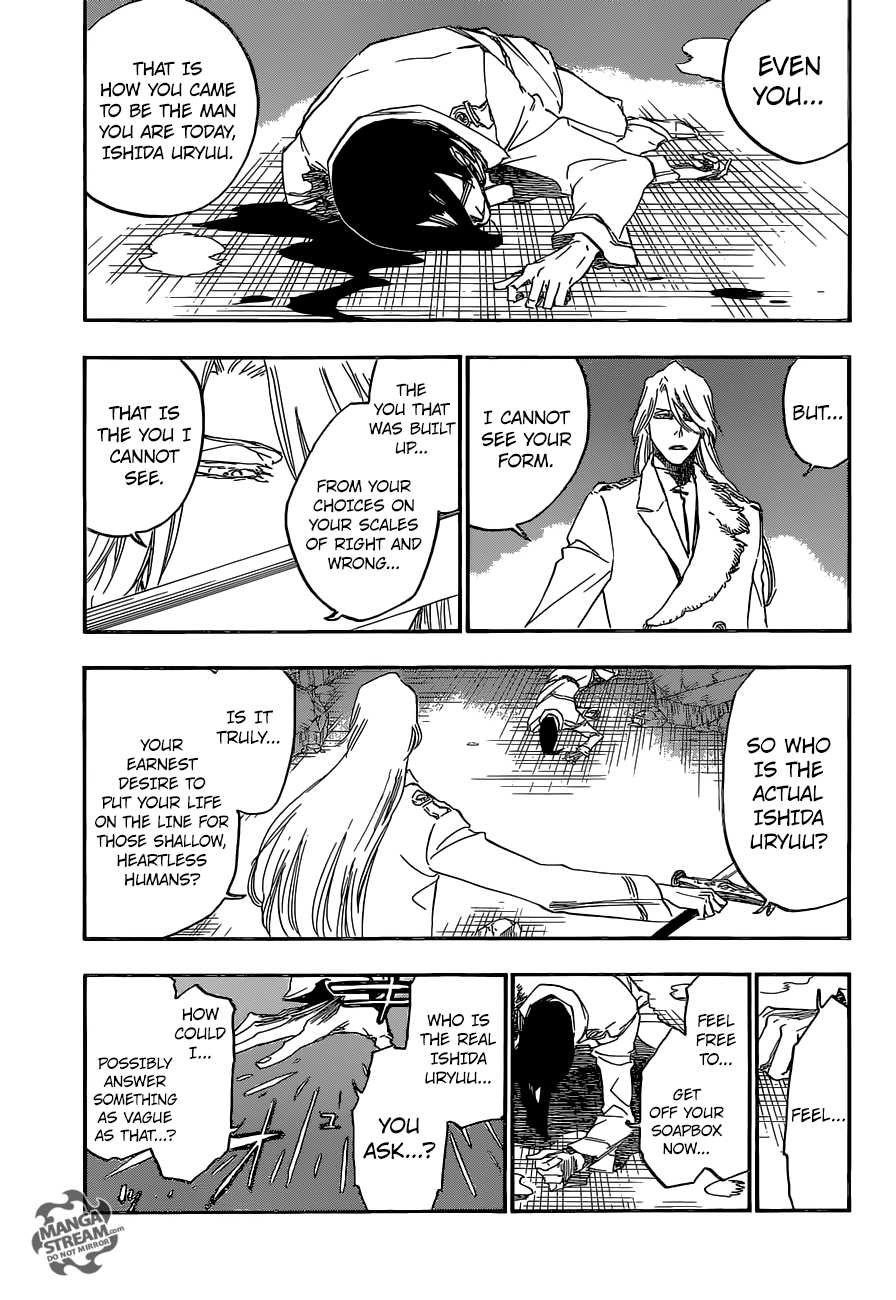 EVEN
YOU...
THAT IS
HOW YOU CAME
TO BE THE MAN
YOU ARE TODAY,
ISHIDA URYUU.
BUT...
I CANNOT
SEE YOUR
FORM.
THE
YOU THAT
WAS BUILT
UP...
FROM YOUR
CHOICES ON
YOUR SCALES
OF RIGHT AND
WRONG...
THAT IS
THE YOU I
CANNOT
SEE.
SO WHO
IS THE
ACTUAL
ISHIDA
URYUU?
IS IT
TRULY...
YOUR
EARNEST
DESIRE TO
PUT YOUR LIFE
ON THE LINE FOR
THOSE SHALLOW,
HEARTLESS
HUMANS?
FEEL...
FEEL
FREE
TO...
GET
OFF YOUR
SOAPBOX
NOW...
WHO IS
THE REAL
ISHIDA
URYUU...
YOU
ASK...?
HOW
COULD
I...
POSSIBLY
ANSWER
SOMETHING
AS VAGUE
AS THAT...?
MANGA
STREAM.com
DO NOT MIRROR